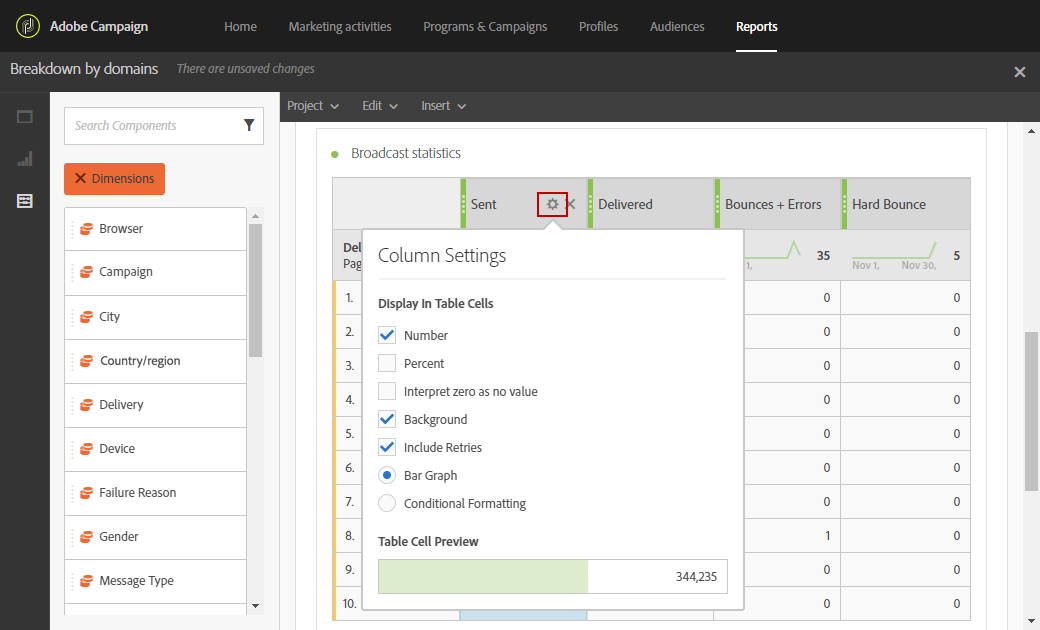 Adobe Campaign
Home
Marketing activities
Programs & Campaigns
Profiles
Audiences
Reports
Breakdown by domains
There are unsaved changes
Project
Edit
Insert
Search Components
Dimensions
Browser
Campaign
City
Country/region
Delivery
Device
Failure Reason
Gender
Message Type
Broadcast statistics
Sent
Delivered
Bounces + Errors
Hard Bounce
Del
Pag
1,
35
Nov 1,
Nov 30,
5
1.
0
0
2.
0
0
3.
0
0
4.
0
0
5.
0
0
6.
0
0
7.
0
0
8.
1
0
9.
0
0
10.
0
0
Column Settings
Display In Table Cells
Number
Percent
Interpret zero as no value
Background
Include Retries
Bar Graph
Conditional Formatting
Table Cell Preview
344,235